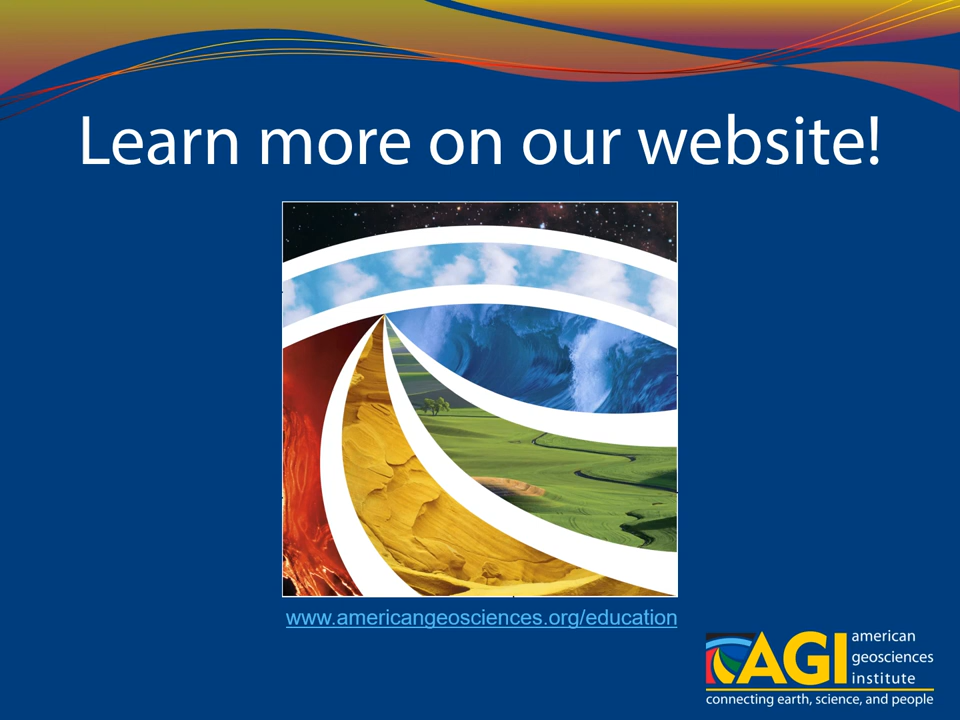 Learn more on our website!
www.americangeosciences.org/education
AGI
american
geosciences
institute
connecting earth, science, and people